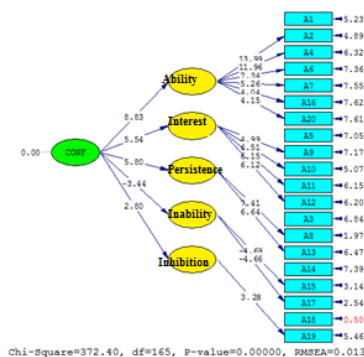 A1 5.23
A2 4.89
A4 6.32
A6 7.36
A7 7.55
A16 7.62
A20 7.61
A5 7.05
A9 7.17
A10 5.07
A11 6.15
A12 6.20
A3 6.84
A8 1.97
A13 6.47
A14 7.39
A15 3.14
A17 2.54
A18 0.50
A19 5.46
Ability
Interest
Persistence
Inability
Inhibition
0.00 CONF
8.83
5.54
5.80
-3.44
2.80
13.99
11.96
7.34
5.26
4.04
4.15
4.99
6.51
6.15
6.12
7.41
6.64
-4.69
-4.66
3.28
Chi-Square=372.40, df=165, P-value=0.00000,